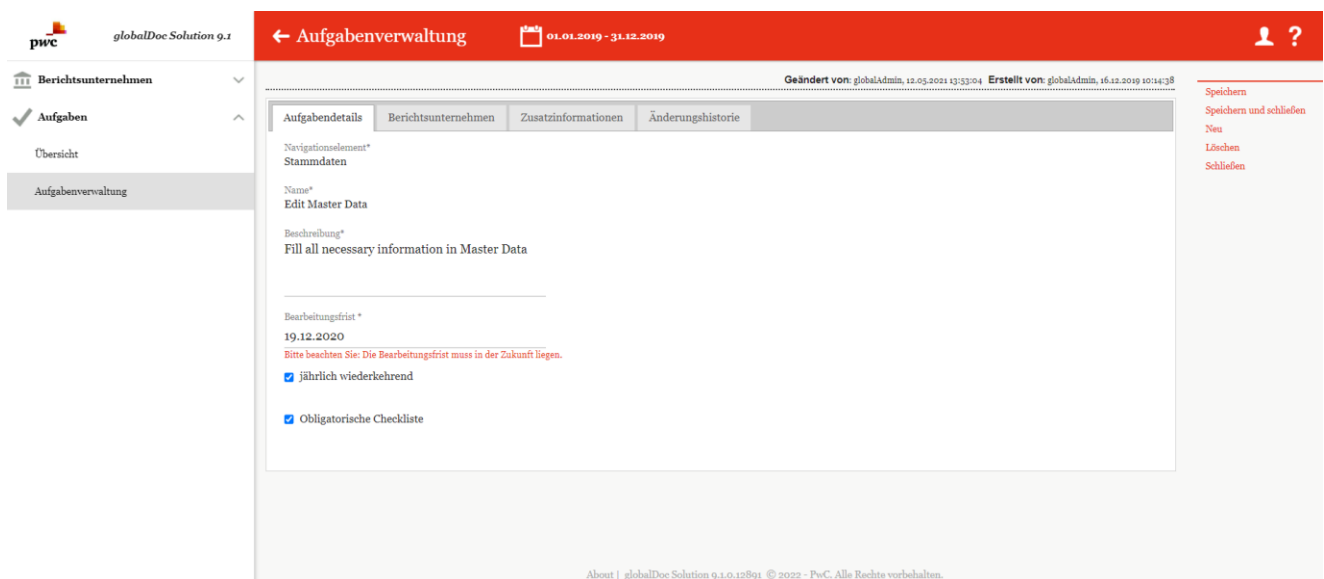 pwc
globalDoc Solution 9.1
Aufgabenverwaltung
01.01.2019 - 31.12.2019
?
Berichtsunternehmen
Aufgaben
Übersicht
Aufgabenverwaltung
Geändert von: globalAdmin, 12.05.2021 13:53:04 Erstellt von: globalAdmin, 16.12.2019 10:14:38
Aufgabendetails Berichtsunternehmen Zusatzinformationen Änderungshistorie
Navigationselement*
Stammdaten
Name*
Edit Master Data
Beschreibung*
Fill all necessary information in Master Data
Bearbeitungsfrist *
19.12.2020
Bitte beachten Sie: Die Bearbeitungsfrist muss in der Zukunft liegen.
jährlich wiederkehrend
Obligatorische Checkliste
Speichern
Speichern und schließen
Neu
Löschen
Schließen
About | globalDoc Solution 9.1.0.12891 © 2022 - PwC. Alle Rechte vorbehalten.